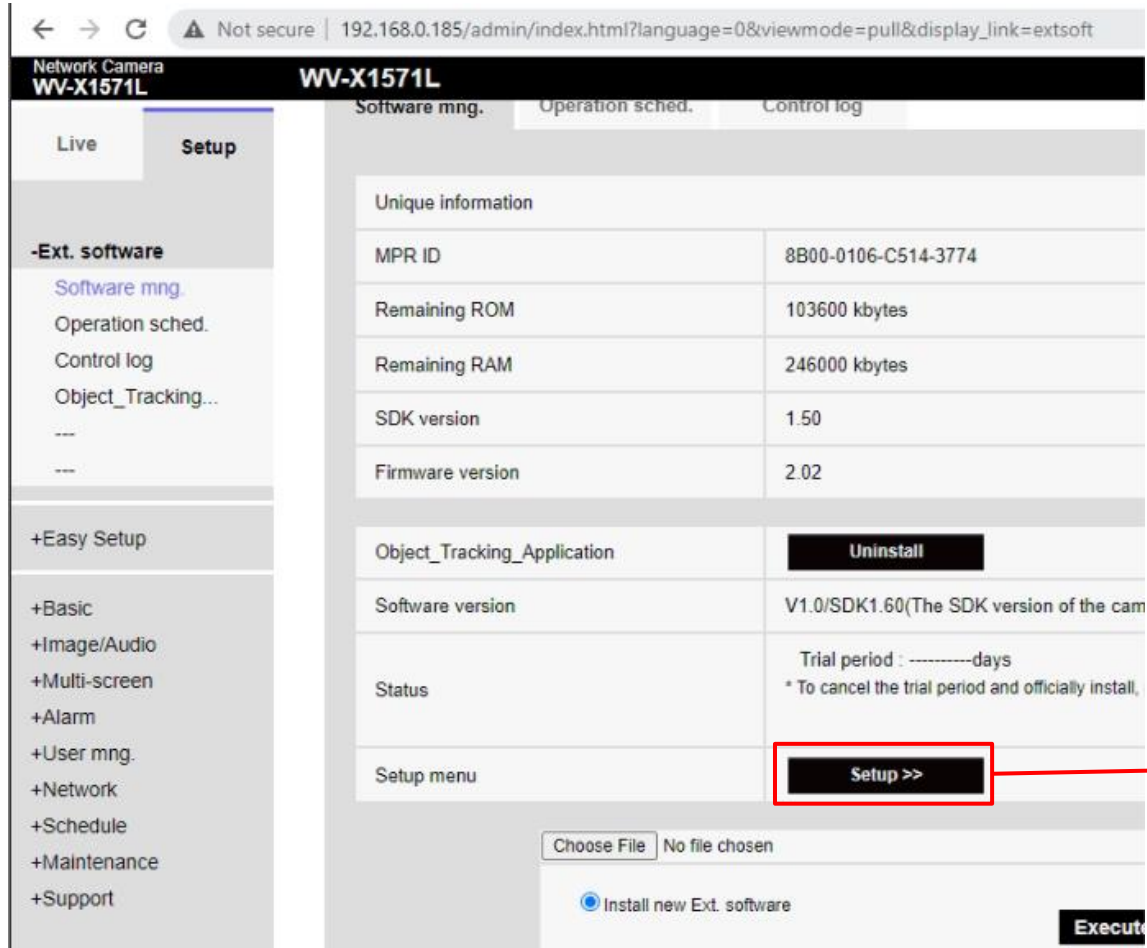 Not secure | 192.168.0.185/admin/index.html?language=0&viewmode=pull&display_link=extsoft
Network Camera
WV-X1571L
WV-X1571L
Software mng. Operation sched. Control log
Live Setup
Unique information
-Ext. software
MPR ID 8B00-0106-C514-3774
Software mng.
Remaining ROM 103600 kbytes
Operation sched.
Control log
Remaining RAM 246000 kbytes
Object_Tracking...
SDK version 1.50
---
---
Firmware version 2.02
+Easy Setup
Object_Tracking_Application Uninstall
+Basic
Software version V1.0/SDK1.60(The SDK version of the cam
+Image/Audio
Trial period : ----------days
+Multi-screen
Status * To cancel the trial period and officially install,
+Alarm
+User mng.
Setup menu Setup >>
+Network
+Schedule
Choose File No file chosen
+Maintenance
+Support
Install new Ext. software
Execute